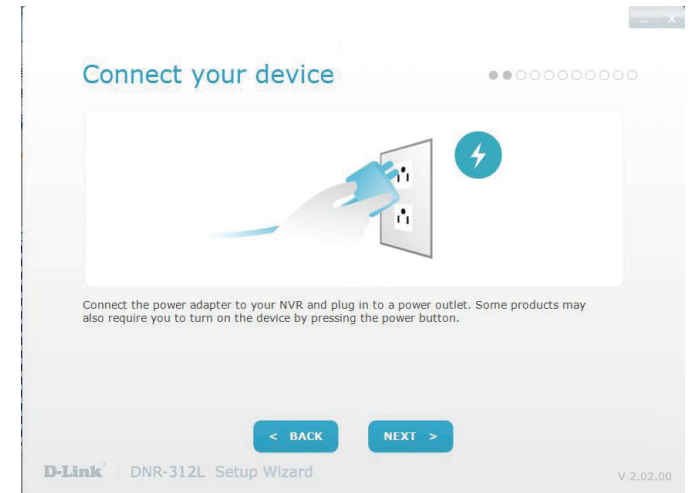 _ X
Connect your device
Connect the power adapter to your NVR and plug in to a power outlet. Some products may
also require you to turn on the device by pressing the power button.
< BACK NEXT >
D-Link DNR-312L Setup Wizard V 2.02.00